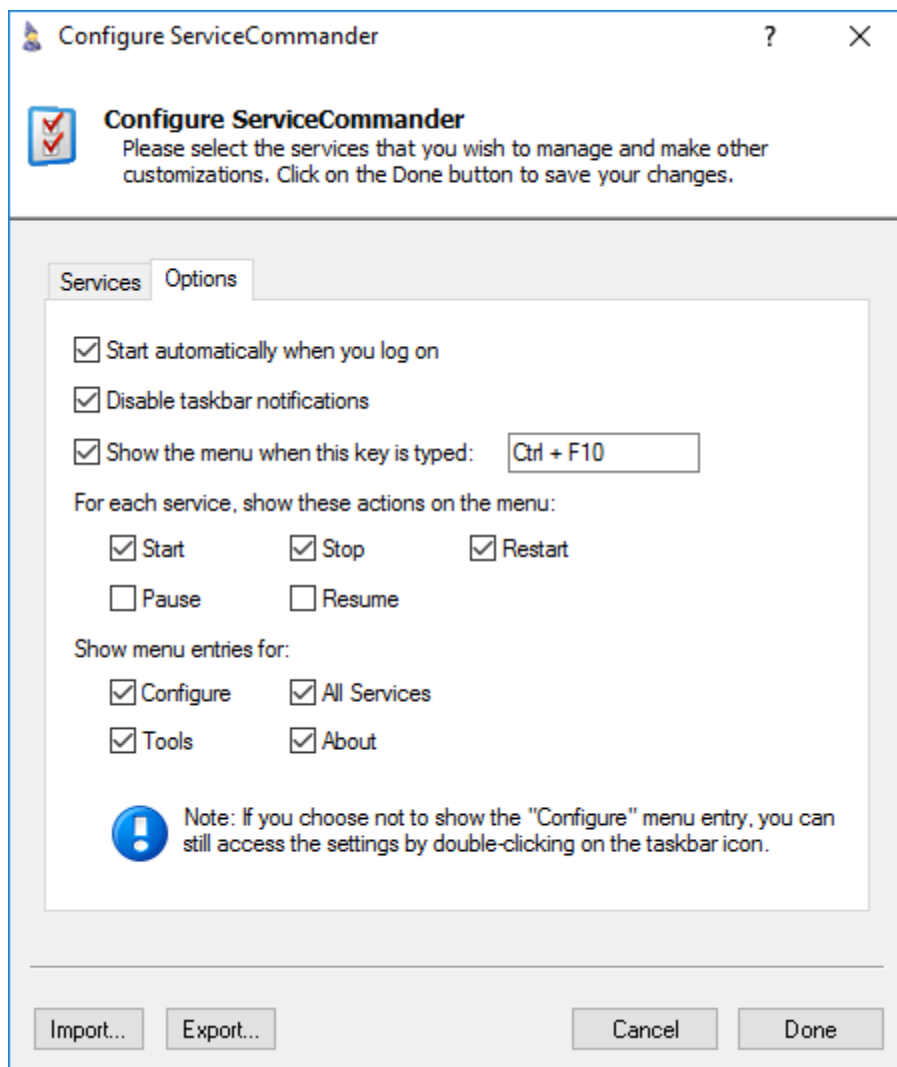 Configure ServiceCommander
?
Configure ServiceCommander
Please select the services that you wish to manage and make other
customizations. Click on the Done button to save your changes.
Services Options
Start automatically when you log on
Disable taskbar notifications
Show the menu when this key is typed: Ctrl + F10
For each service, show these actions on the menu:
Start Stop Restart
Pause Resume
Show menu entries for:
Configure All Services
Tools About
Note: If you choose not to show the "Configure" menu entry, you can
still access the settings by double-clicking on the taskbar icon.
Import... Export... Cancel Done